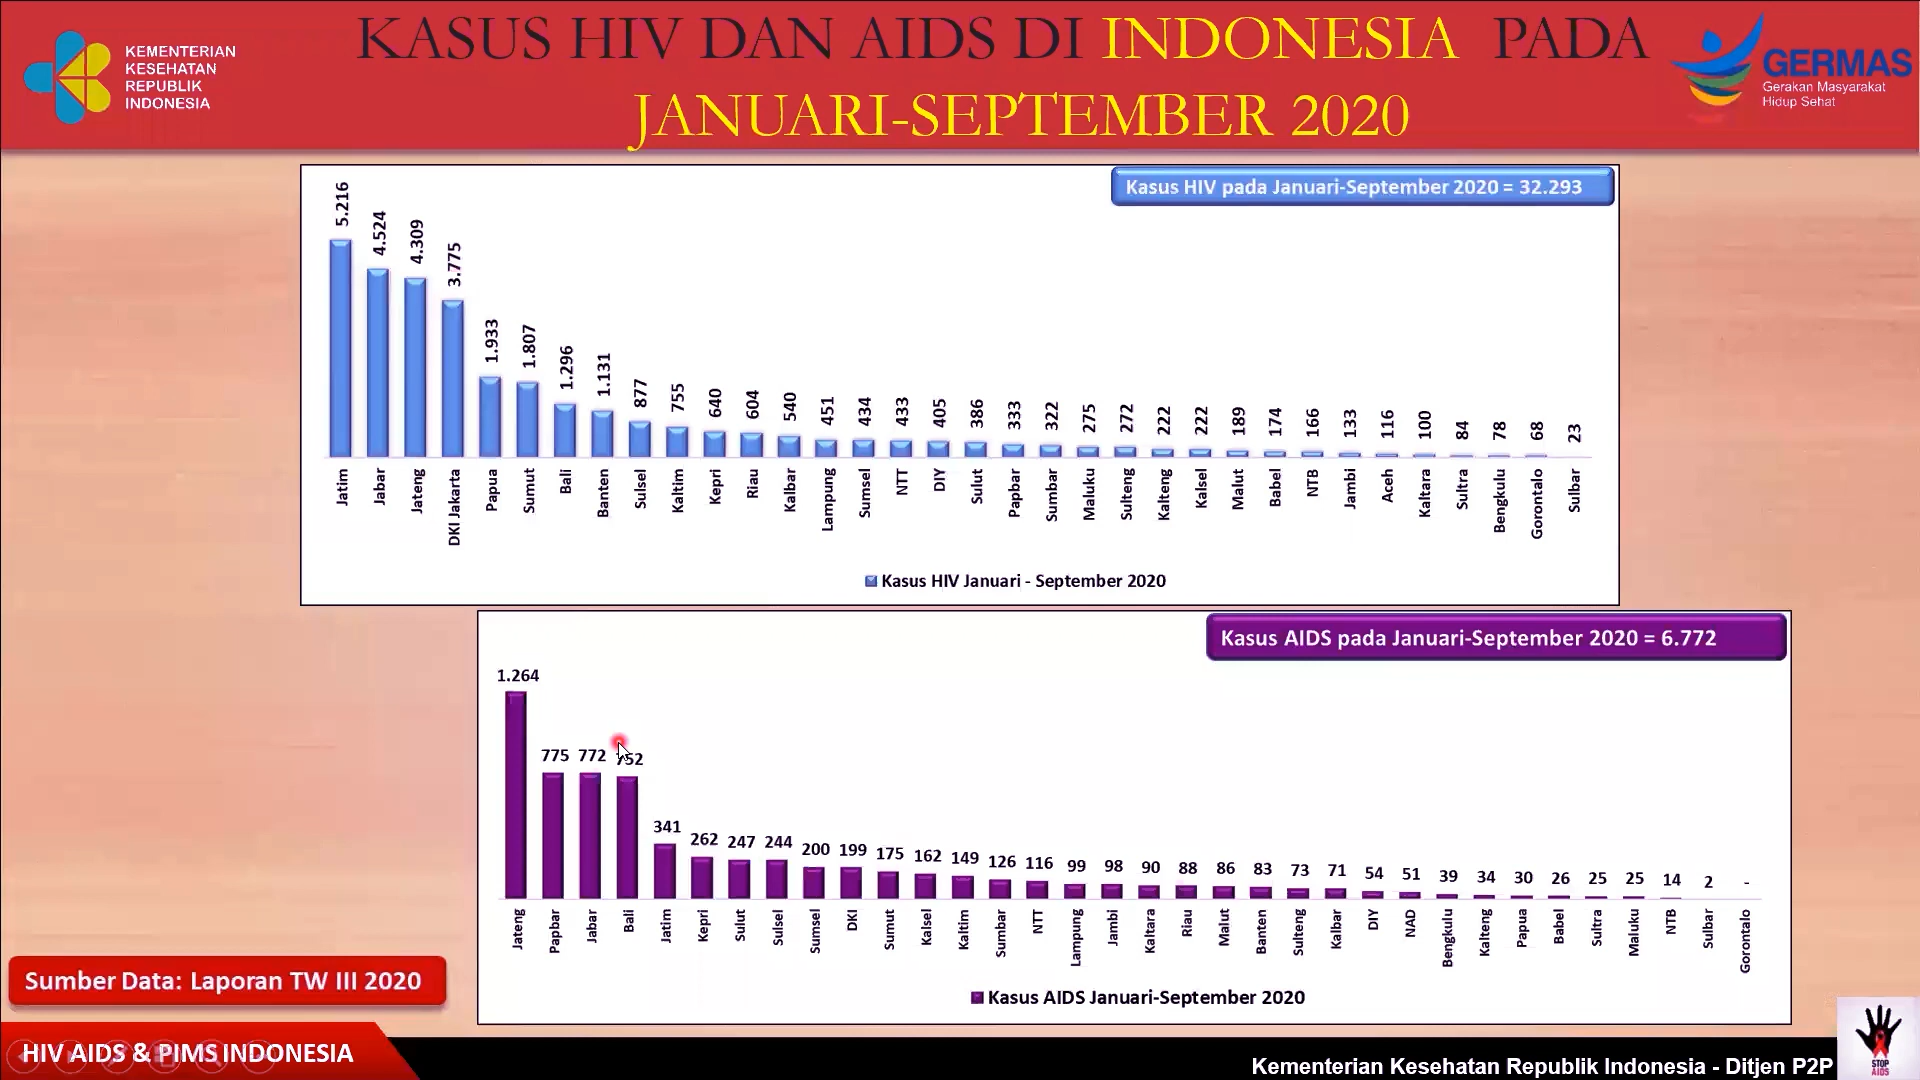 KEMENTERIAN
KESEHATAN
REPUBLIK
INDONESIA
KASUS HIV DAN AIDS DI INDONESIA PADA
JANUARI-SEPTEMBER 2020
GERMAS
Gerakan Masyarakat
Hidup Sehat
Kasus HIV pada Januari-September 2020 = 32.293
5.216 4.524 4.309 3.775 1.933 1.807 1.296 1.131 877 755 640 604 540 451 434 433 405 386 333 322 275 272 222 222 189 174 166 133 116 100 84 78 68 23
Jatim Jabar Jateng DKI Jakarta Papua Sumut Bali Banten Sulsel Kaltim Kepri Riau Kalbar Lampung Sumsel NTT DIY Sulut Papbar Sumbar Maluku Sulteng Kalteng Kalsel Malut Babel NTB Jambi Aceh Kaltara Sultra Bengkulu Gorontalo Sulbar
Kasus HIV Januari - September 2020
Kasus AIDS pada Januari-September 2020 = 6.772
1.264 775 772 752 341 262 247 244 200 199 175 162 149 126 116 99 98 90 88 86 83 73 71 54 51 39 34 30 26 25 25 14 2 -
Jateng Papbar Jabar Bali Jatim Kepri Sulut Sulsel Sumsel DKI Sumut Kalsel Kaltim Sumbar NTT Lampung Jambi Kaltara Riau Malut Banten Sulteng Kalbar DIY NAD Bengkulu Kalteng Papua Babel Sultra Maluku NTB Sulbar Gorontalo
Kasus AIDS Januari-September 2020
Sumber Data: Laporan TW III 2020
HIV AIDS & PIMS INDONESIA
Kementerian Kesehatan Republik Indonesia - Ditjen P2P
STOP
AIDS